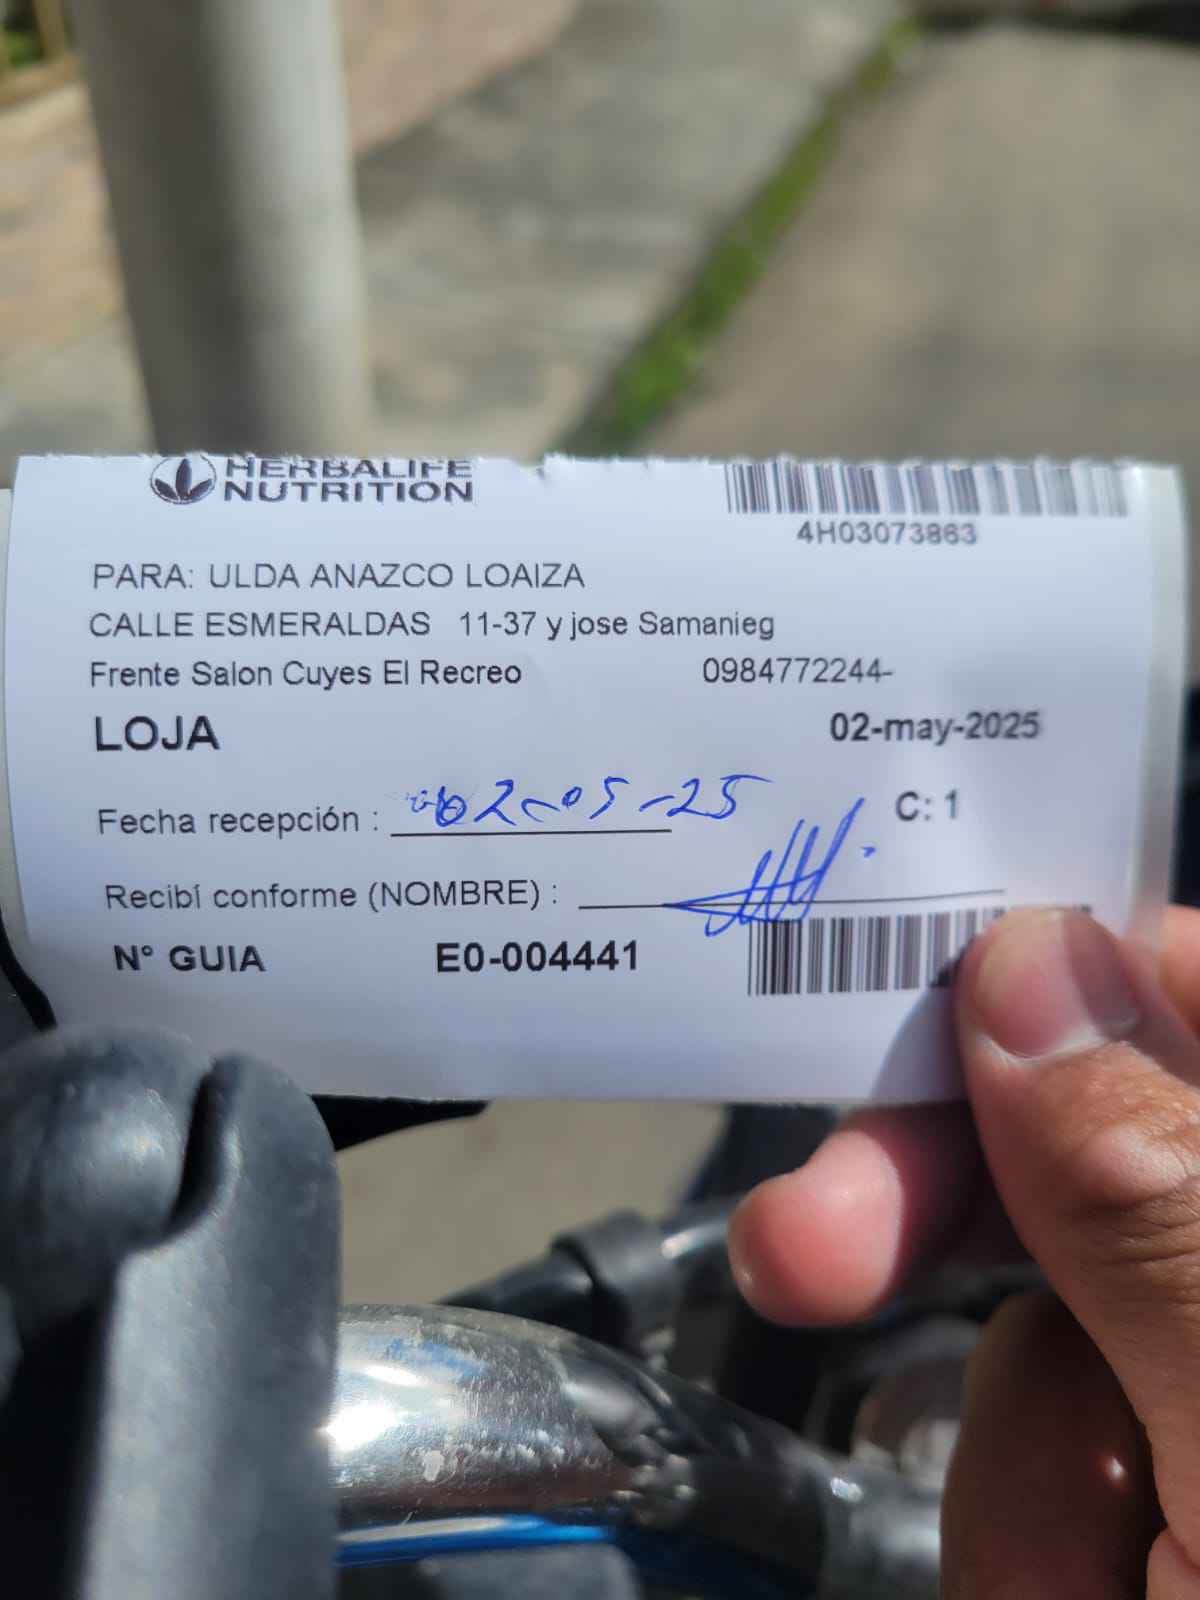 HERBALIFE
NUTRITION
4H03073863
PARA: ULDA ANAZCO LOAIZA
CALLE ESMERALDAS 11-37 y jose Samanieg
Frente Salon Cuyes El Recreo 0984772244-
LOJA 02-may-2025
Fecha recepción : 02-05-25 C: 1
Recibí conforme (NOMBRE) :
Nº GUIA E0-004441